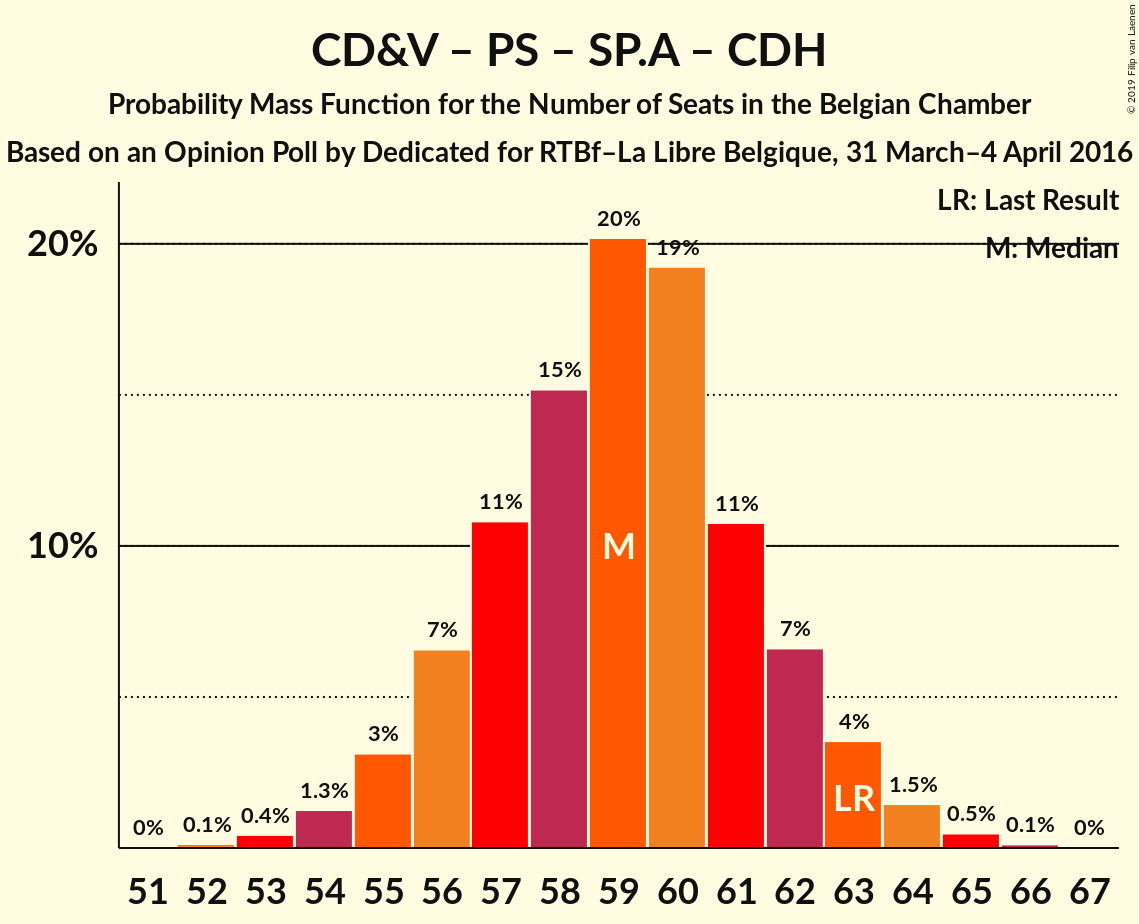 CD&V – PS – SP.A – CDH
Probability Mass Function for the Number of Seats in the Belgian Chamber
Based on an Opinion Poll by Dedicated for RTBf–La Libre Belgique, 31 March–4 April 2016
© 2019 Filip van Laenen
LR: Last Result
M: Median
20%
10%
0%
0.1%
0.4%
1.3%
3%
7%
11%
15%
20%
19%
11%
7%
4%
1.5%
0.5%
0.1%
0%
M
LR
51 52 53 54 55 56 57 58 59 60 61 62 63 64 65 66 67